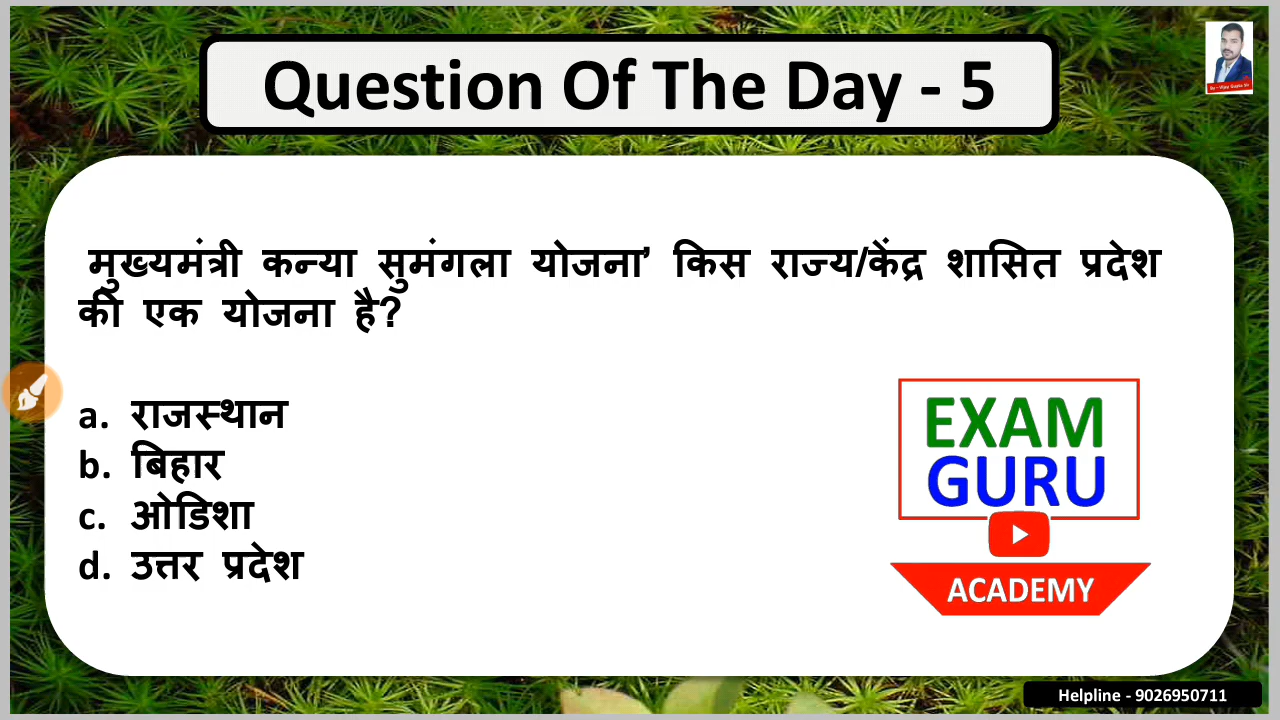 Question Of The Day - 5
मुख्यमंत्री कन्या सुमंगला योजना’ किस राज्य/केंद्र शासित प्रदेश
की एक योजना है?
a. राजस्थान
b. बिहार
c. ओडिशा
d. उत्तर प्रदेश
EXAM
GURU
ACADEMY
Helpline - 9026950711